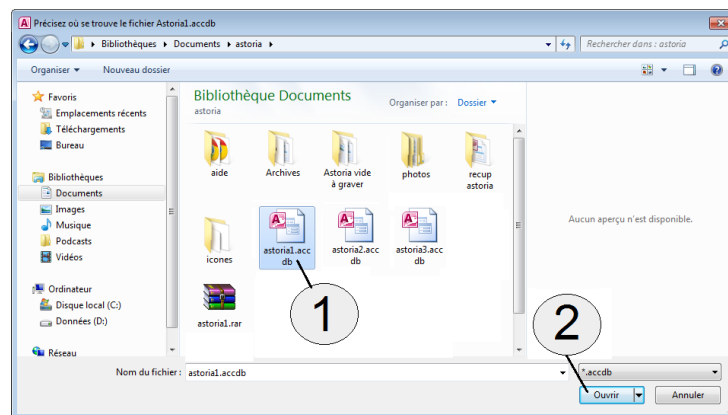 Précisez où se trouve le fichier Astoria1.accdb
Bibliothèques Documents astoria
Rechercher dans : astoria
Organiser Nouveau dossier
Favoris
Emplacements récents
Téléchargements
Bureau
Bibliothèques
Documents
Images
Musique
Podcasts
Vidéos
Ordinateur
Disque local (C:)
Données (D:)
Réseau
Bibliothèque Documents
astoria
Organiser par : Dossier
aide
Archives
Astoria vide
à graver
photos
recup
astoria
icones
astoria1.acc
db
astoria2.acc
db
astoria3.acc
db
astoria1.rar
Aucun aperçu n'est disponible.
1
2
Nom du fichier : astoria1.accdb
*.accdb
Ouvrir
Annuler